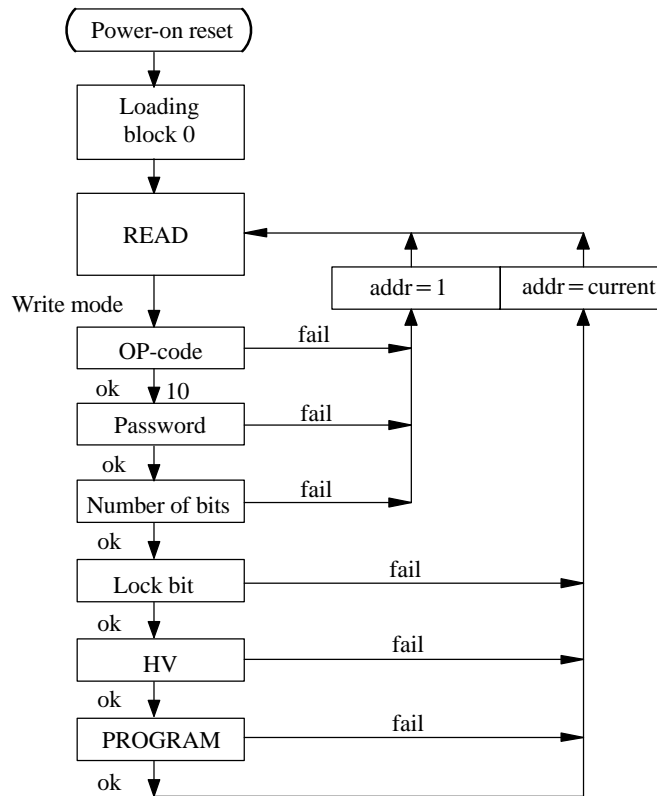 Power-on reset
Loading
block 0
READ
addr=1
addr=current
Write mode
OP-code
fail
ok
10
Password
fail
ok
Number of bits
fail
ok
Lock bit
fail
ok
HV
fail
ok
PROGRAM
fail
ok